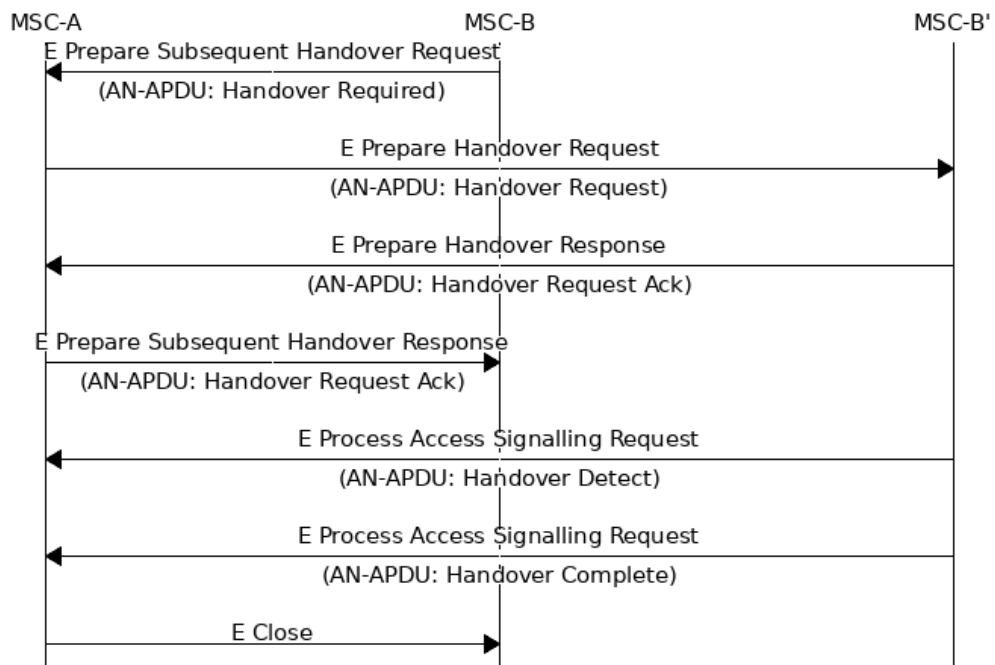 MSC-A MSC-B MSC-B'
E Prepare Subsequent Handover Request
(AN-APDU: Handover Required)
E Prepare Handover Request
(AN-APDU: Handover Request)
E Prepare Handover Response
(AN-APDU: Handover Request Ack)
E Prepare Subsequent Handover Response
(AN-APDU: Handover Request Ack)
E Process Access Signalling Request
(AN-APDU: Handover Detect)
E Process Access Signalling Request
(AN-APDU: Handover Complete)
E Close